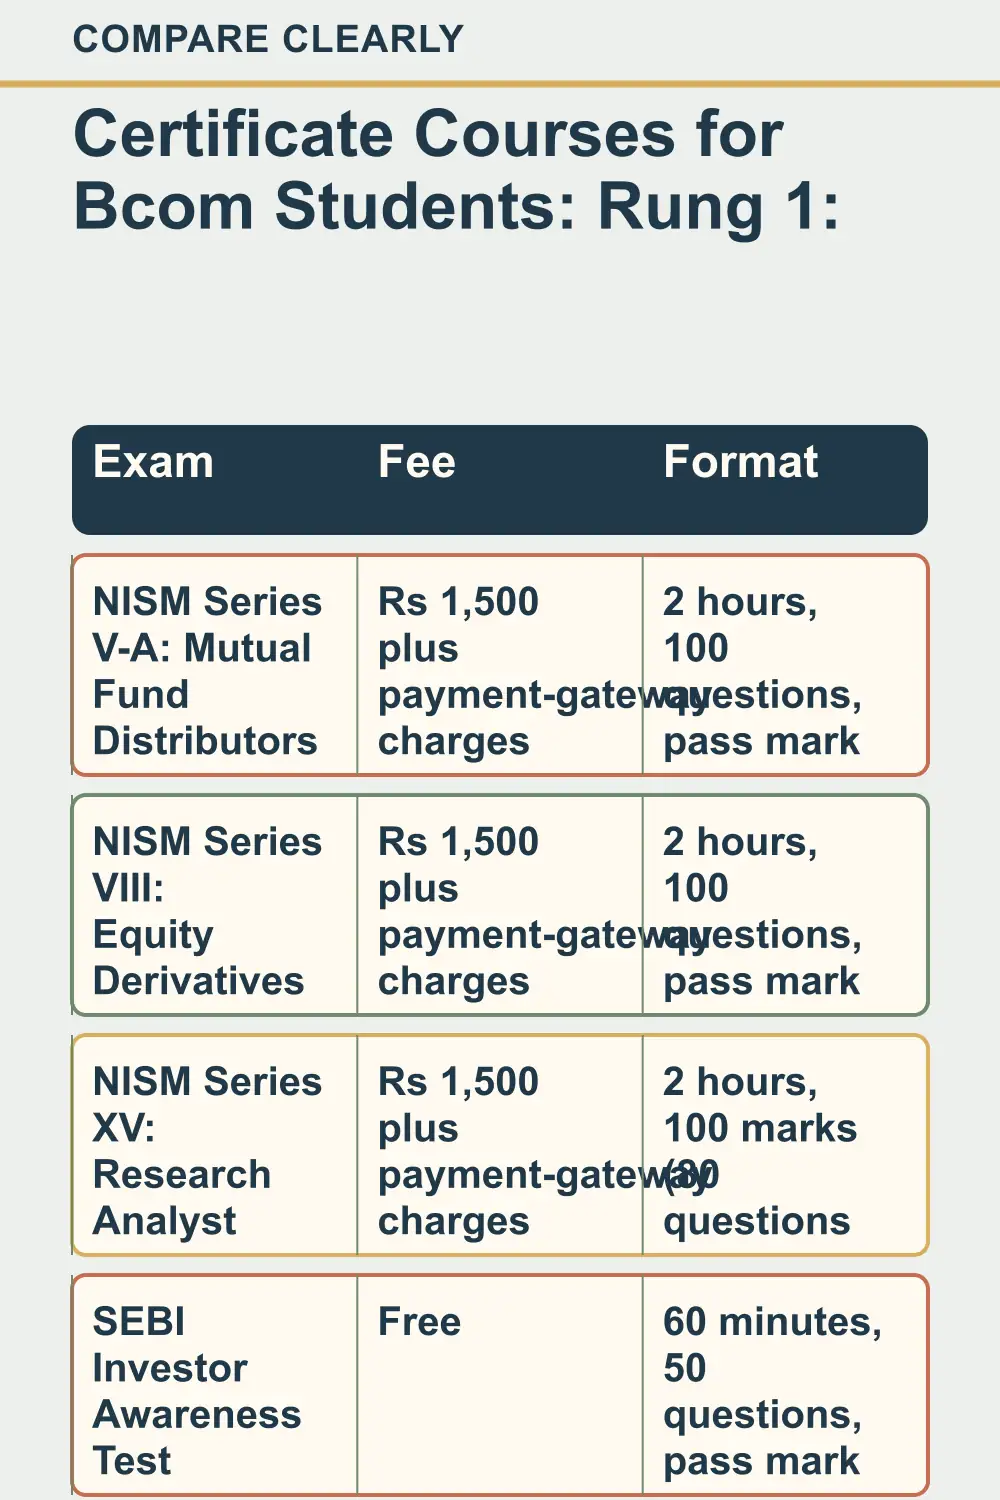 COMPARE CLEARLY
Certificate Courses for
Bcom Students: Rung 1:
Exam
Fee
Format
NISM Series
V-A: Mutual
Fund
Distributors
Rs 1,500
plus
payment-gateway
charges
2 hours,
100
questions,
pass mark
NISM Series
VIII:
Equity
Derivatives
Rs 1,500
plus
payment-gateway
charges
2 hours,
100
questions,
pass mark
NISM Series
XV:
Research
Analyst
Rs 1,500
plus
payment-gateway
charges
2 hours,
100 marks
(80
questions
SEBI
Investor
Awareness
Test
Free
60 minutes,
50
questions,
pass mark